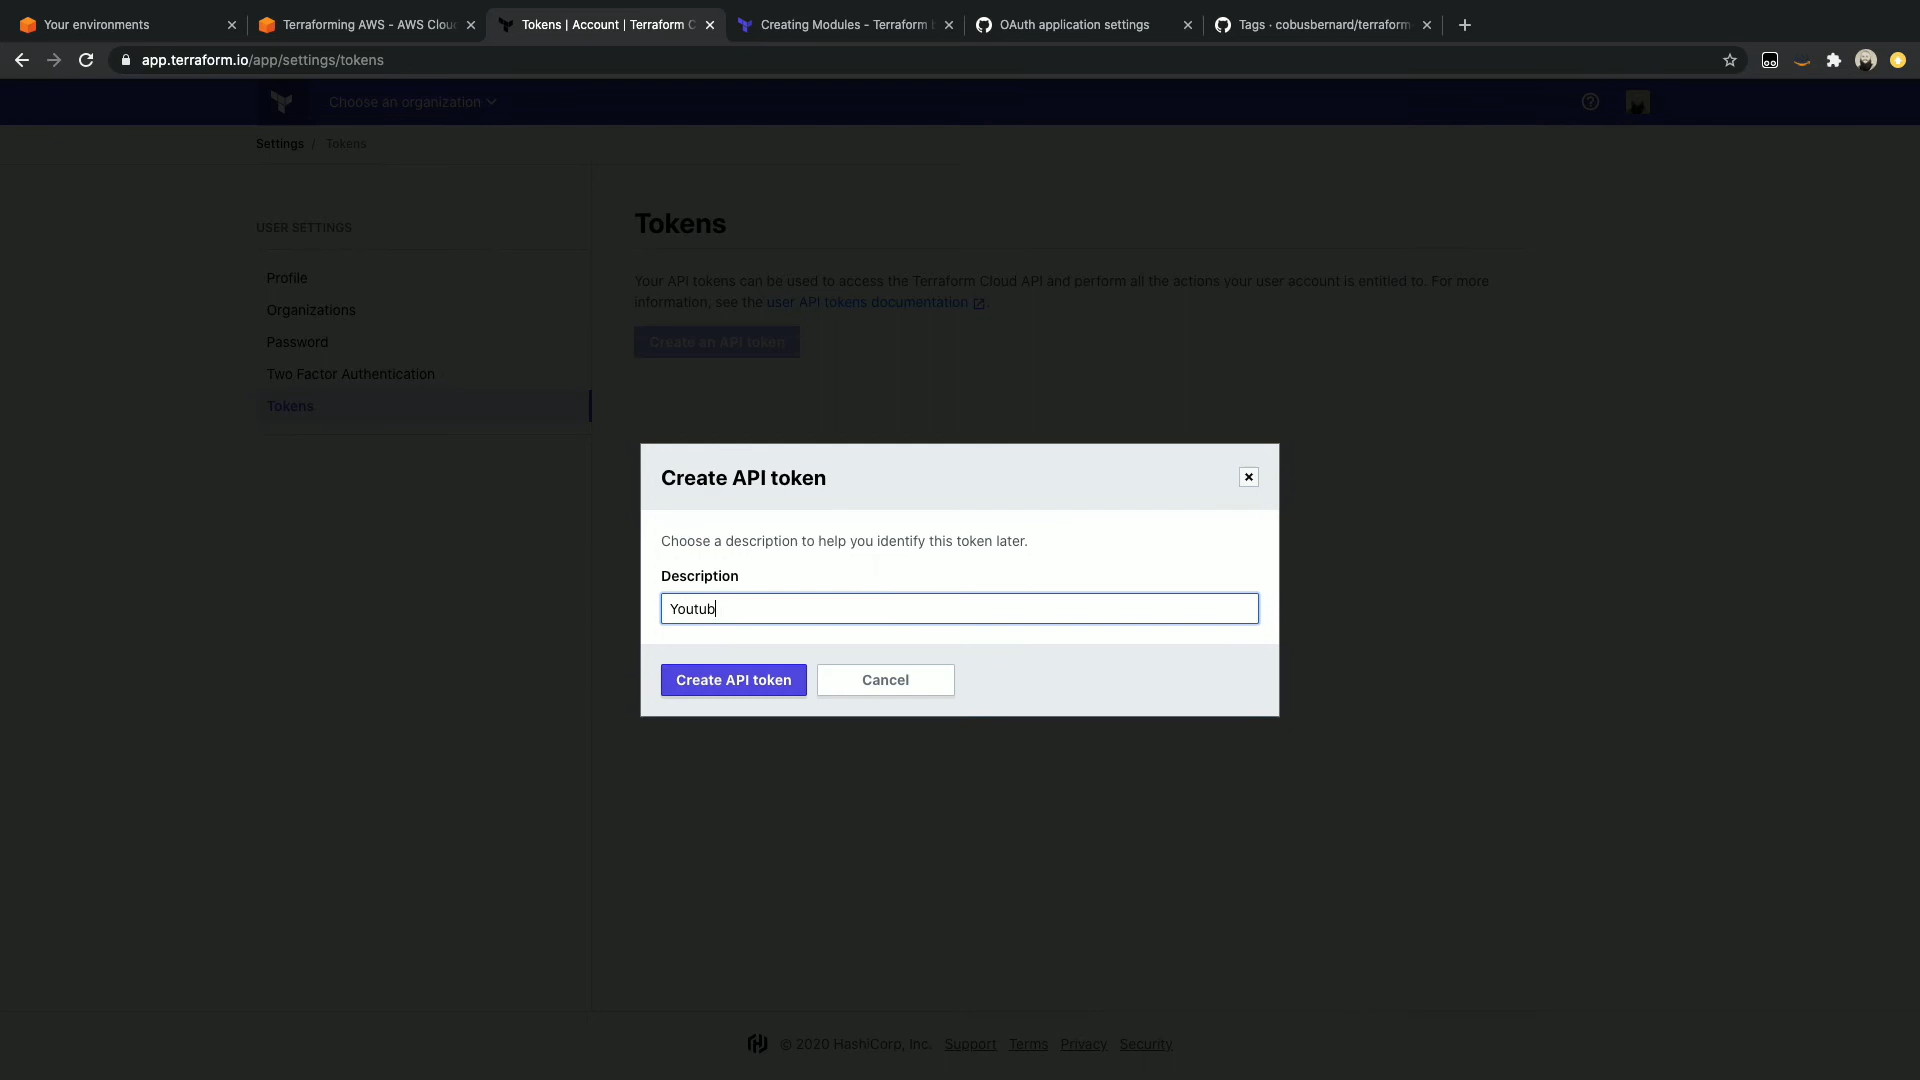 Your environments
Terraforming AWS - AWS Clou
Tokens | Account | Terraform C
Creating Modules - Terraform b
OAuth application settings
Tags · cobusbernard/terraform
app.terraform.io/app/settings/tokens
Choose an organization
Settings / Tokens
USER SETTINGS
Profile
Organizations
Password
Two Factor Authentication
Tokens
Tokens
Your API tokens can be used to access the Terraform Cloud API and perform all the actions your user account is entitled to. For more
information, see the user API tokens documentation .
Create an API token
Create API token
Choose a description to help you identify this token later.
Description
Youtub
Create API token
Cancel
© 2020 HashiCorp, Inc. Support Terms Privacy Security